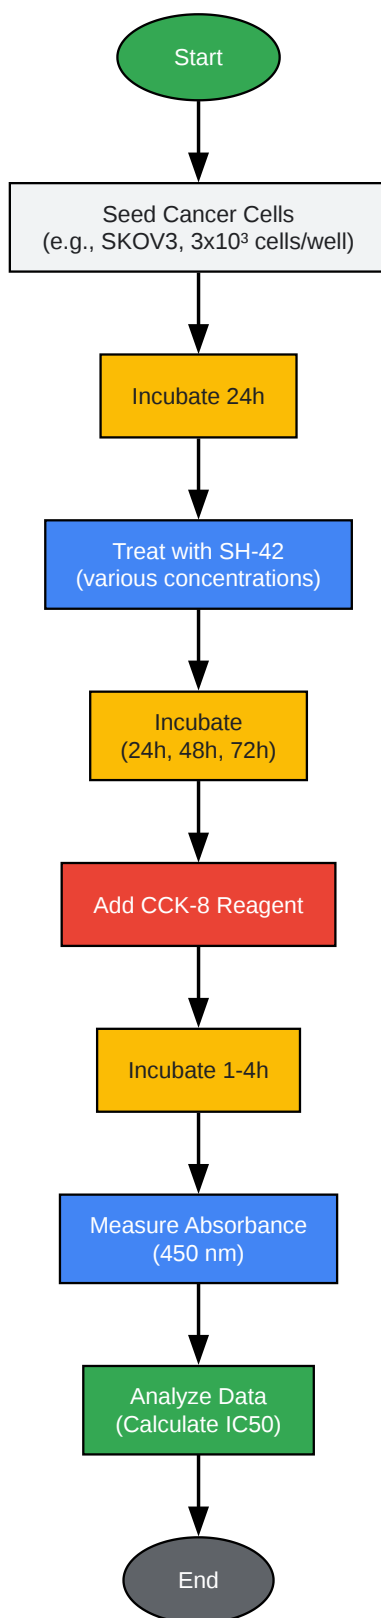 Start
Seed Cancer Cells
(e.g., SKOV3, 3x10³ cells/well)
Incubate 24h
Treat with SH-42
(various concentrations)
Incubate
(24h, 48h, 72h)
Add CCK-8 Reagent
Incubate 1-4h
Measure Absorbance
(450 nm)
Analyze Data
(Calculate IC50)
End